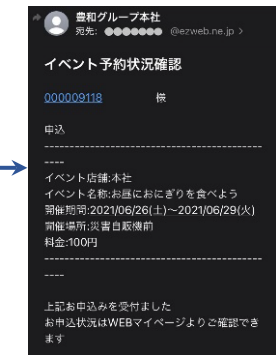 豊和グループ本社
宛先: ●●●●●●● @ezweb.ne.jp >
イベント予約状況確認
000009118 様
申込
------------------------------------------
----
イベント店舗:本社
イベント名称:お昼におにぎりを食べよう
開催期間:2021/06/26(土)～2021/06/29(火)
開催場所:災害自販機前
料金:100円
------------------------------------------
----
上記お申込みを受付ました
お申込状況はWEBマイページよりご確認でき
ます